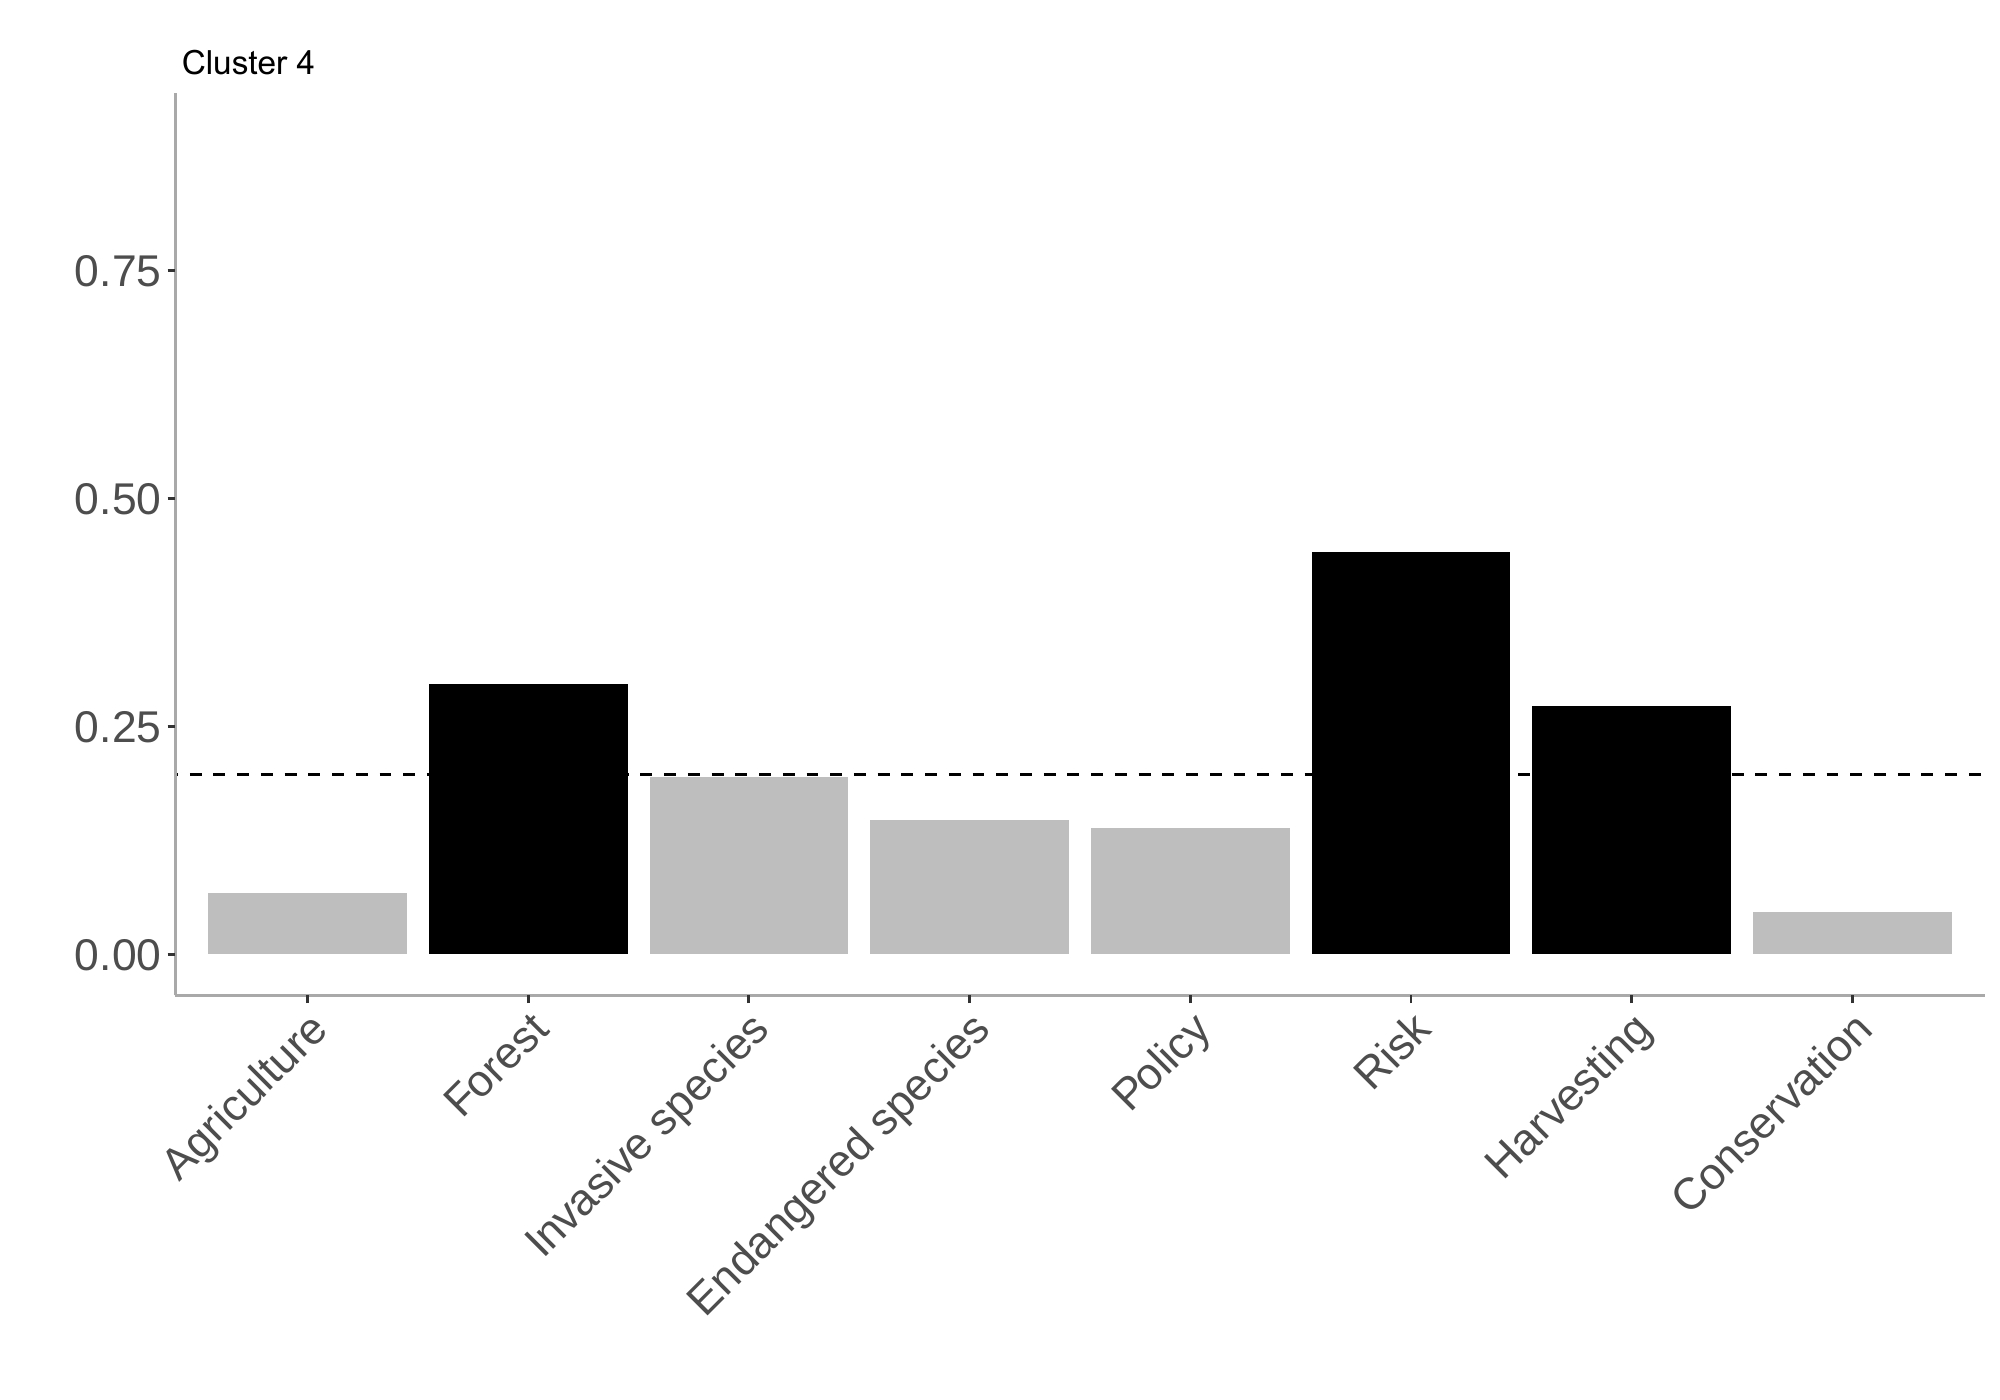 Cluster 4
0.75
0.50
0.25
0.00
Agriculture
Forest
Invasive species
Endangered species
Policy
Risk
Harvesting
Conservation